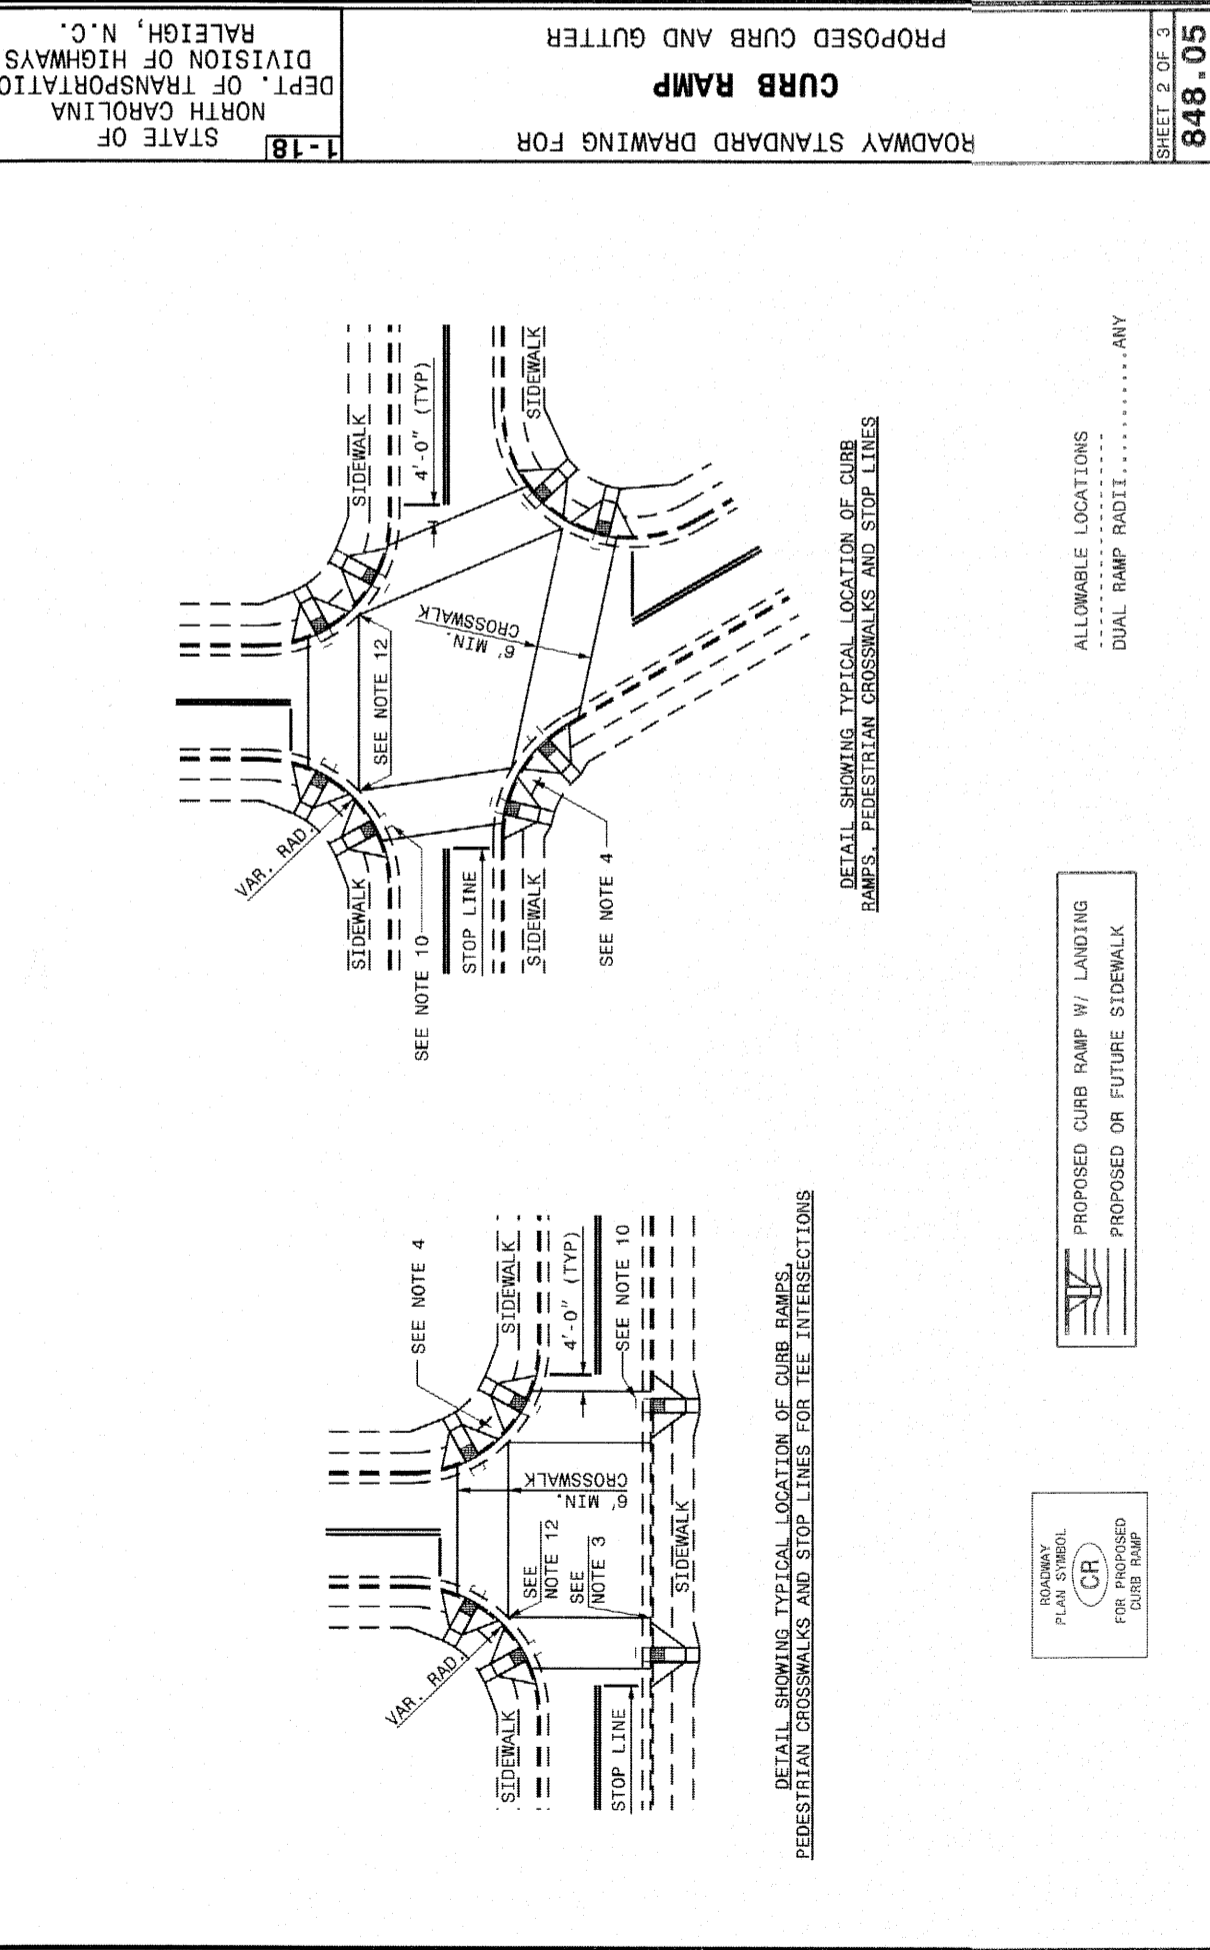 STATE OF
NORTH CAROLINA
DEPT. OF TRANSPORTATIO
DIVISION OF HIGHWAYS
RALEIGH, N.C.
1-18
ROADWAY STANDARD DRAWING FOR
CURB RAMP
PROPOSED CURB AND GUTTER
SHEET 2 OF 3
848.05
VAR. RAD.
SIDEWALK
SEE NOTE 10
STOP LINE
SIDEWALK
SEE NOTE 4
SEE NOTE 12
6' MIN.
CROSSWALK
SIDEWALK
4'-0" (TYP)
SIDEWALK
DETAIL SHOWING TYPICAL LOCATION OF CURB
RAMPS, PEDESTRIAN CROSSWALKS AND STOP LINES
VAR. RAD.
SIDEWALK
STOP LINE
SEE
NOTE 12
SEE
NOTE 3
6' MIN.
CROSSWALK
SIDEWALK
SEE NOTE 4
SIDEWALK
4'-0" (TYP)
SEE NOTE 10
DETAIL SHOWING TYPICAL LOCATION OF CURB RAMPS,
PEDESTRIAN CROSSWALKS AND STOP LINES FOR TEE INTERSECTIONS
ALLOWABLE LOCATIONS
--------------------
DUAL RAMP RADII............ANY
PROPOSED CURB RAMP W/ LANDING
PROPOSED OR FUTURE SIDEWALK
ROADWAY
PLAN SYMBOL
CR
FOR PROPOSED
CURB RAMP